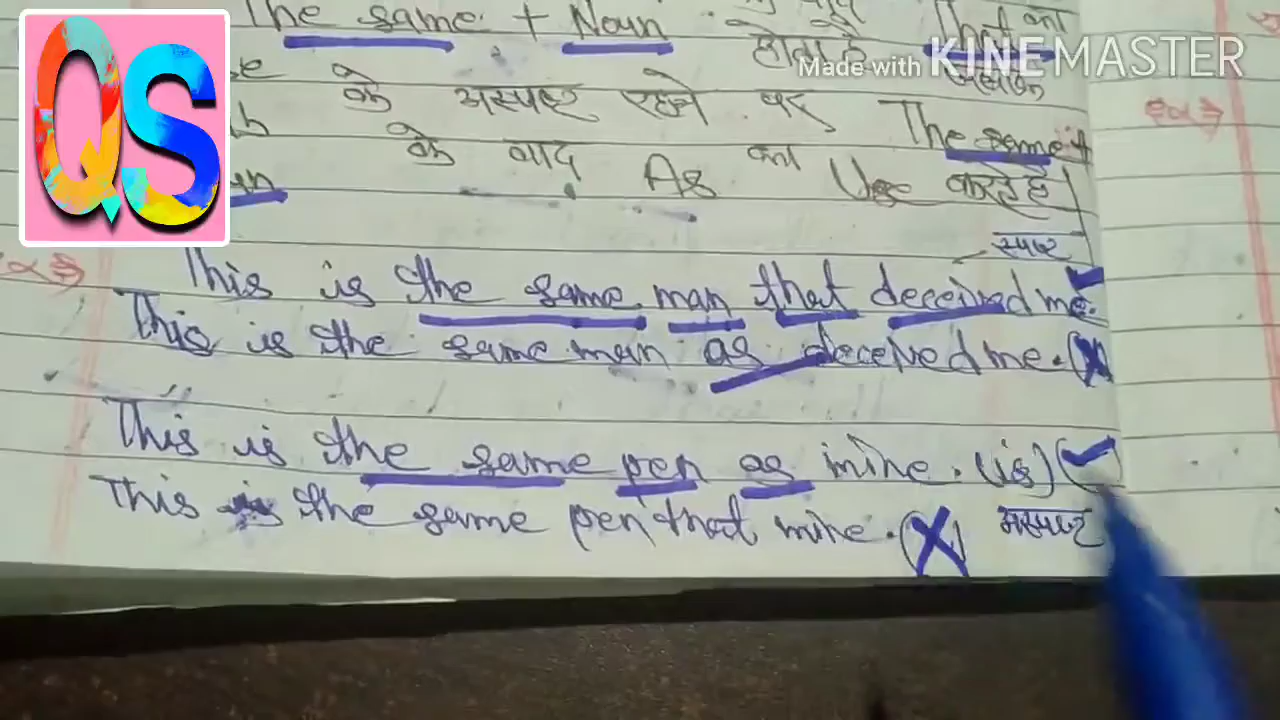 The same + Noun होता है That का
Made with KINEMASTER
के अस्पष्ट रहने पर The same +
के बाद As का Use करते है
QS
स्पष्ट
This is the same man that deceived me.
This is the same man as deceived me. (X)
This is the same pen as mine. (is) (✓)
This is the same pen that mine. (X) अस्पष्ट